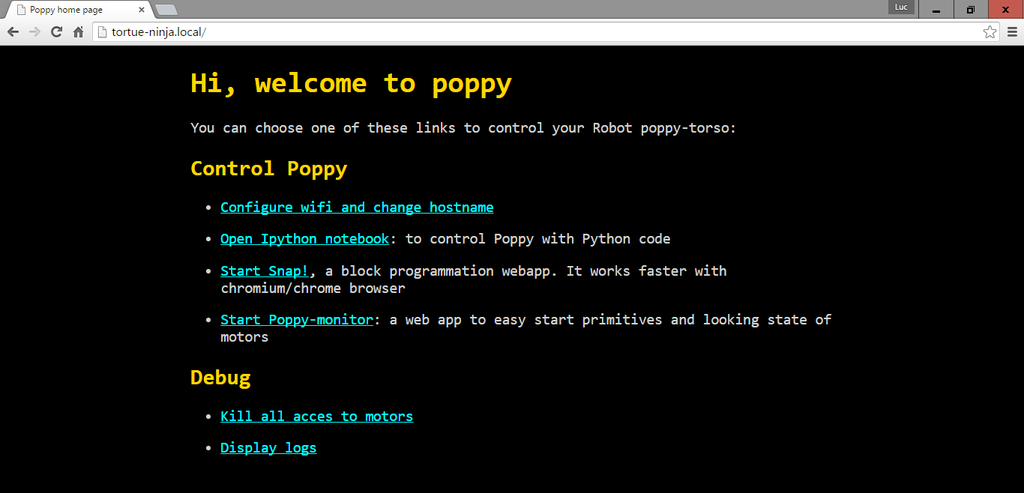 Poppy home page
Luc
tortue-ninja.local/
Hi, welcome to poppy
You can choose one of these links to control your Robot poppy-torso:
Control Poppy
Configure wifi and change hostname
Open Ipython notebook: to control Poppy with Python code
Start Snap!, a block programmation webapp. It works faster with
chromium/chrome browser
Start Poppy-monitor: a web app to easy start primitives and looking state of
motors
Debug
Kill all acces to motors
Display logs